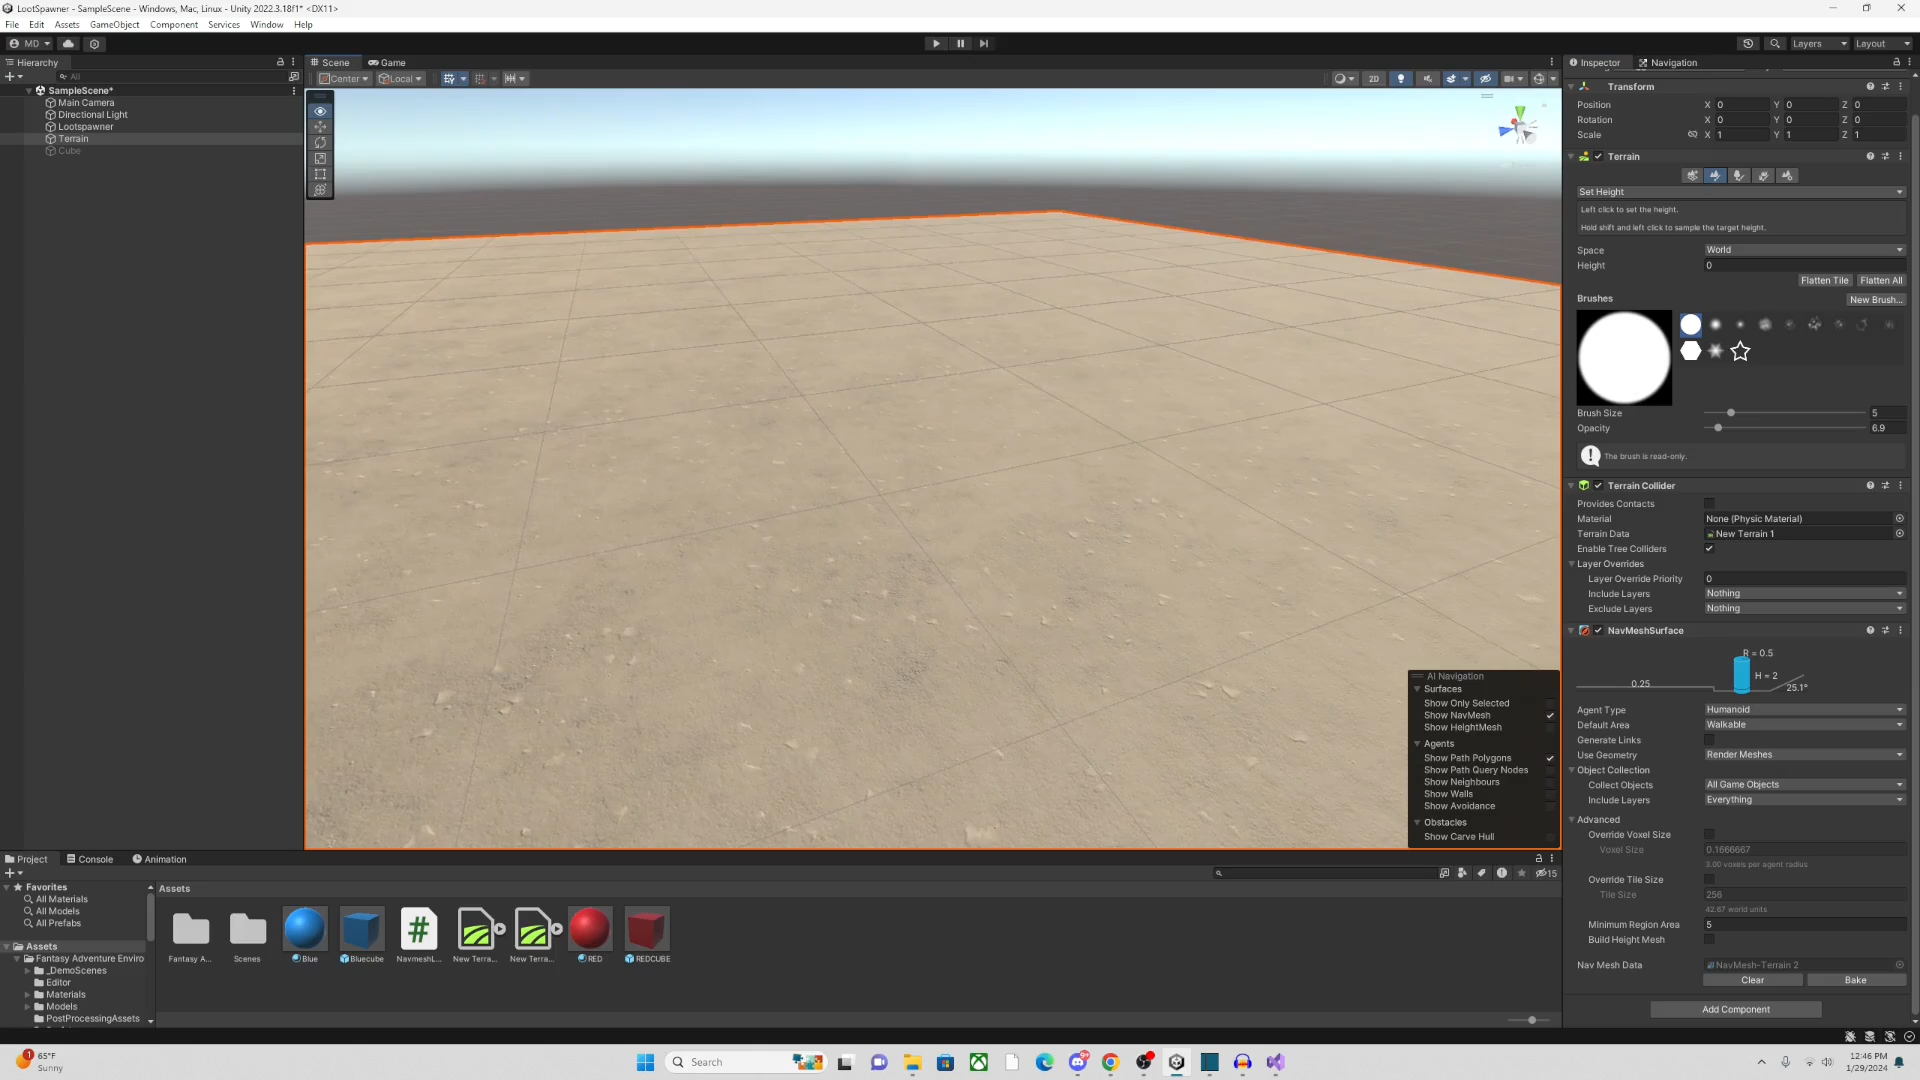 LootSpawner - SampleScene - Windows, Mac, Linux - Unity 2022.3.18f1* <DX11>
File Edit Assets GameObject Component Services Window Help
MD Layers Layout
Hierarchy
All
SampleScene*
Main Camera
Directional Light
Lootspawner
Terrain
Cube
Scene Game
Center Local 2D
AI Navigation
Surfaces
Show Only Selected
Show NavMesh
Show HeightMesh
Agents
Show Path Polygons
Show Path Query Nodes
Show Neighbours
Show Walls
Show Avoidance
Obstacles
Show Carve Hull
Inspector Navigation
Transform
Position X 0 Y 0 Z 0
Rotation X 0 Y 0 Z 0
Scale X 1 Y 1 Z 1
Terrain
Set Height
Left click to set the height.
Hold shift and left click to sample the target height.
Space World
Height 0
Flatten Tile Flatten All
Brushes New Brush...
Brush Size 5
Opacity 6.9
The brush is read-only.
Terrain Collider
Provides Contacts
Material None (Physic Material)
Terrain Data New Terrain 1
Enable Tree Colliders
Layer Overrides
Layer Override Priority 0
Include Layers Nothing
Exclude Layers Nothing
NavMeshSurface
R = 0.5
H = 2
0.25 25.1°
Agent Type Humanoid
Default Area Walkable
Generate Links
Use Geometry Render Meshes
Object Collection
Collect Objects All Game Objects
Include Layers Everything
Advanced
Override Voxel Size
Voxel Size 0.1666667
3.00 voxels per agent radius
Override Tile Size
Tile Size 256
42.67 world units
Minimum Region Area 5
Build Height Mesh
Nav Mesh Data NavMesh-Terrain 2
Clear Bake
Add Component
Project Console Animation
15
Favorites
All Materials
All Models
All Prefabs
Assets
Fantasy Adventure Enviro
_DemoScenes
Editor
Materials
Models
PostProcessingAssets
Assets
Fantasy A... Scenes Blue Bluecube NavmeshL... New Terra... New Terra... RED REDCUBE
1 65°F
Sunny
Search
9+
12:46 PM
1/29/2024